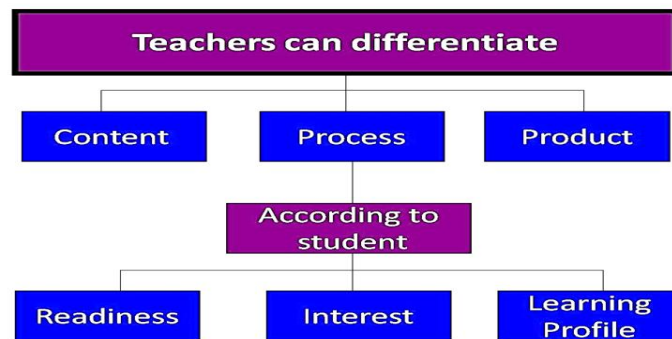 Teachers can differentiate
Content
Process
Product
According to
student
Readiness
Interest
Learning
Profile